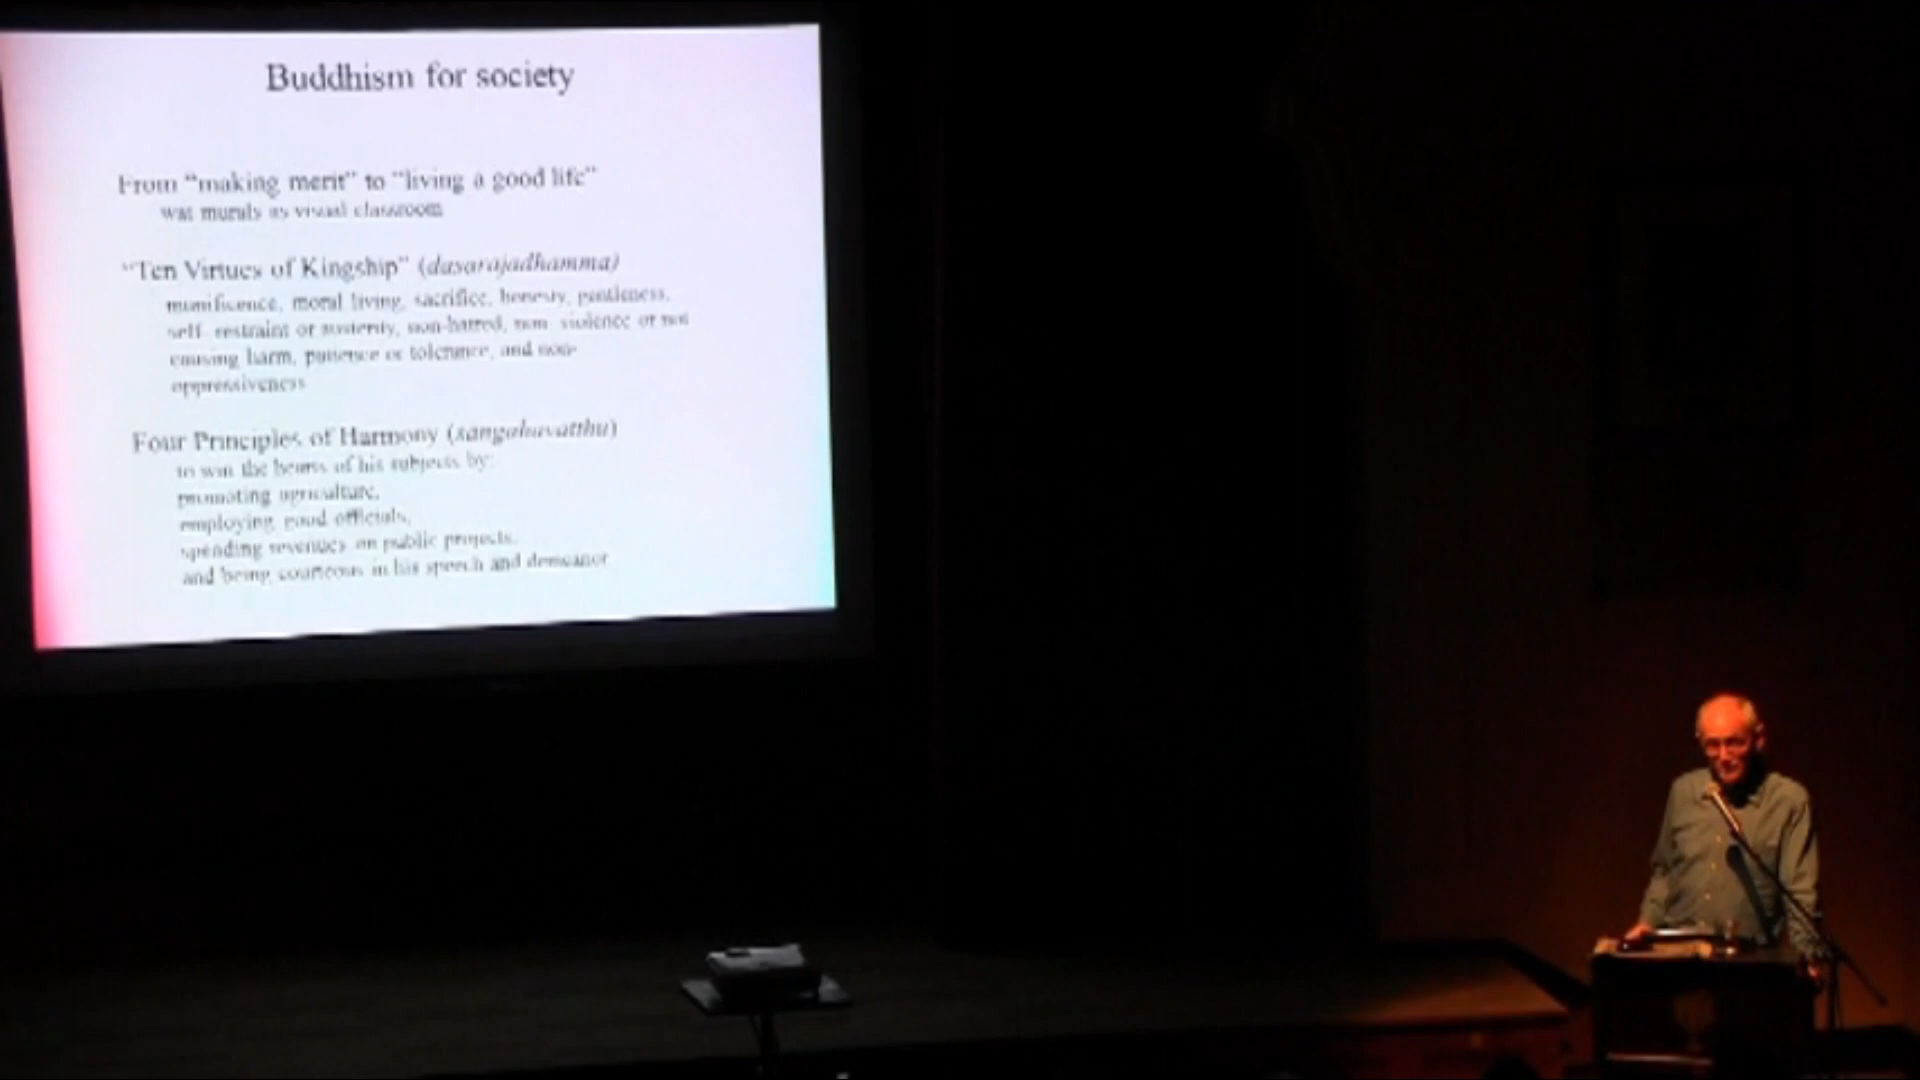 Buddhism for society
From “making merit” to “living a good life”
wat murals as visual classroom
“Ten Virtues of Kingship” (dasarajadhamma)
munificence, moral living, sacrifice, honesty, gentleness,
self-restraint or austerity, non-hatred, non-violence or not
causing harm, patience or tolerance, and non-
oppressiveness
Four Principles of Harmony (sangahavatthu)
to win the hearts of his subjects by:
promoting agriculture,
employing good officials,
spending revenues on public projects,
and being courteous in his speech and demeanor